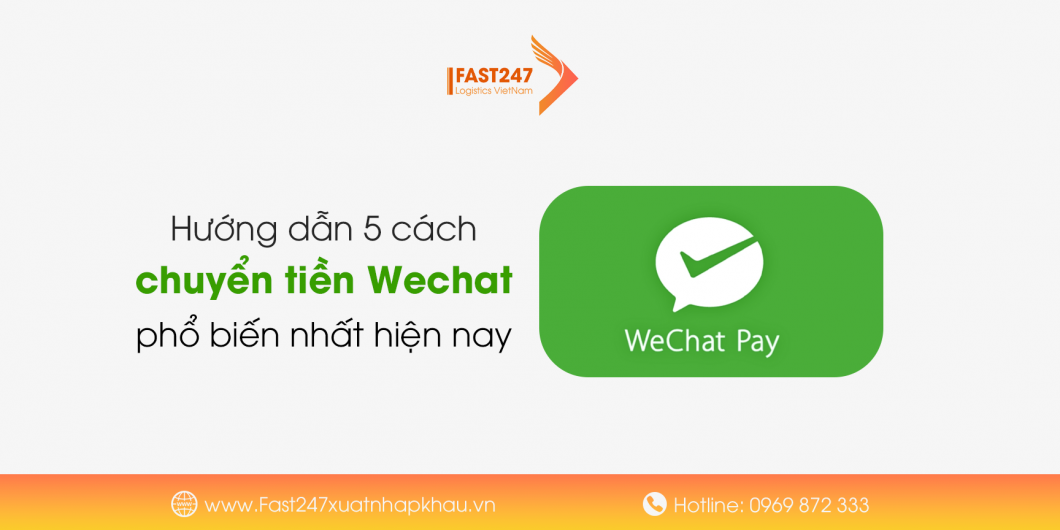 FAST247
Logistics VietNam
Hướng dẫn 5 cách
chuyển tiền Wechat
phổ biến nhất hiện nay
WeChat Pay
www.Fast247xuatnhapkhau.vn
Hotline: 0969 872 333